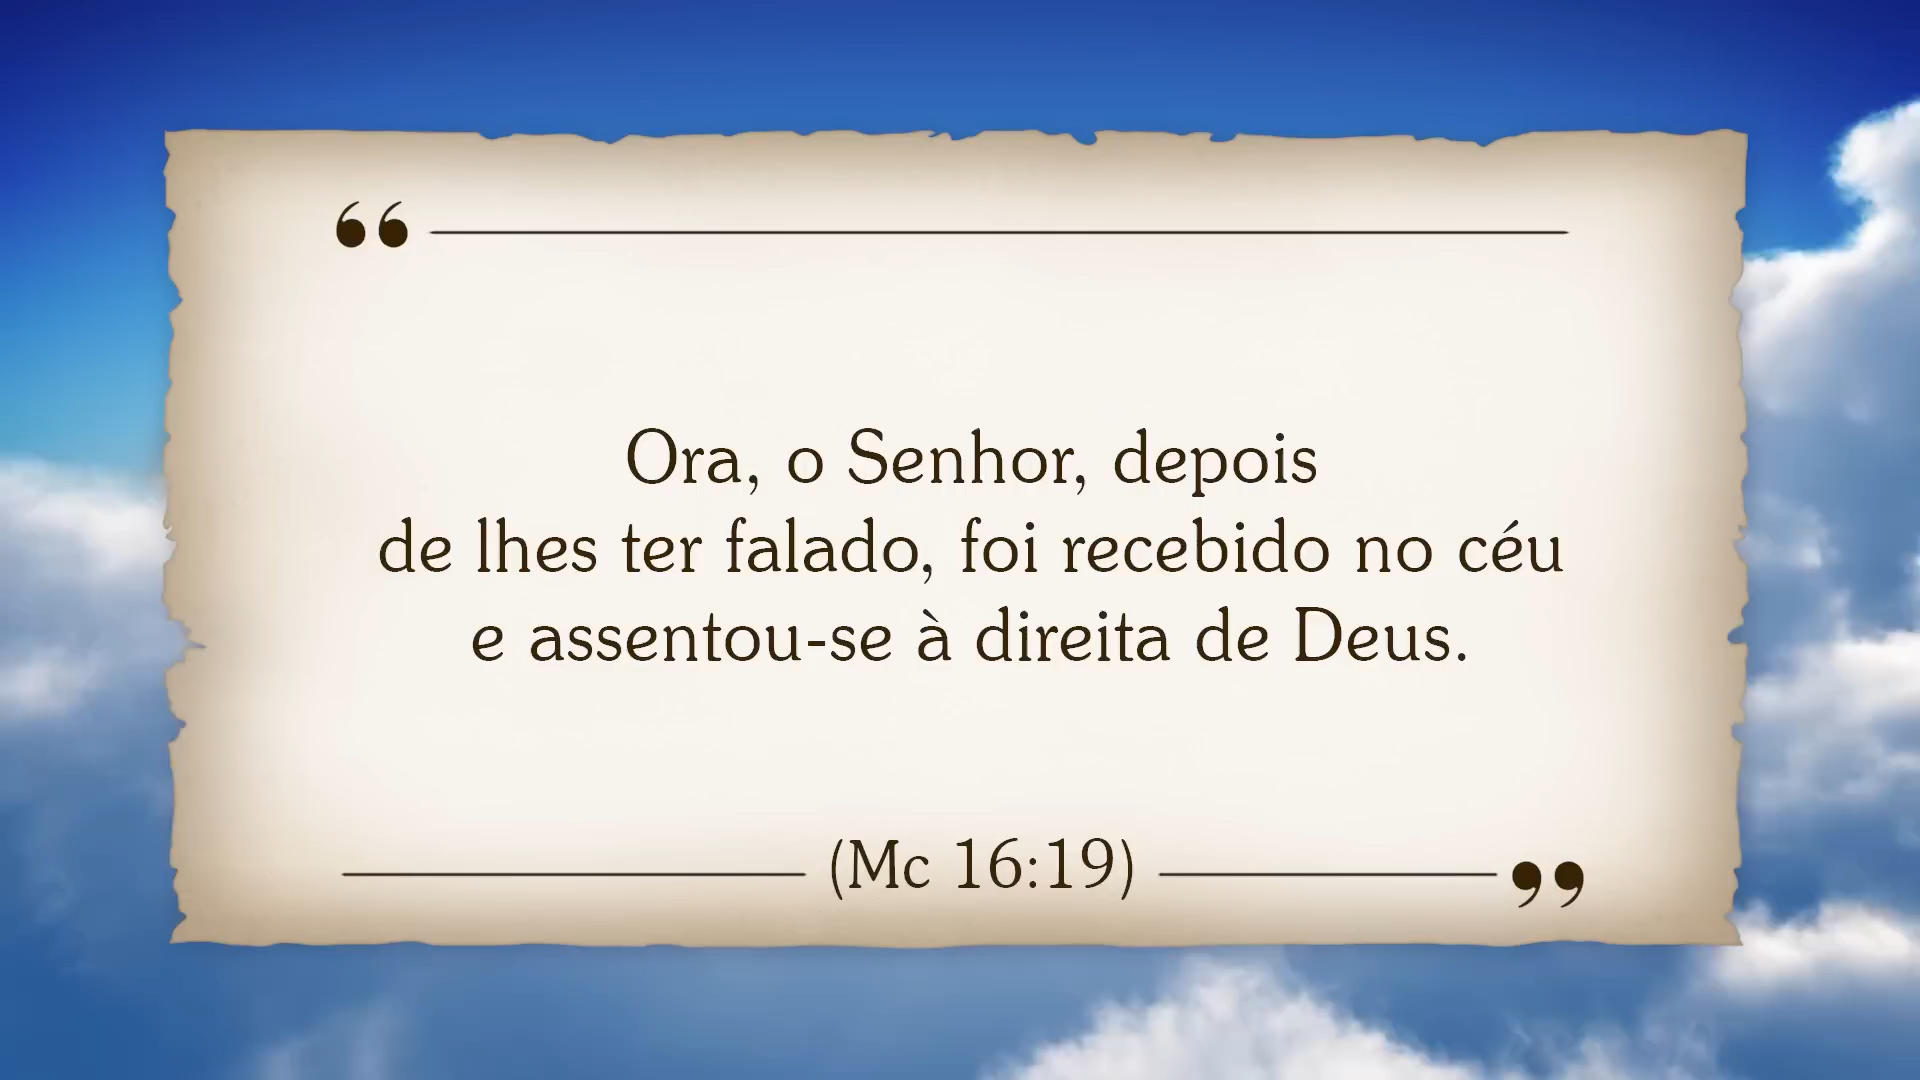 “
Ora, o Senhor, depois
de lhes ter falado, foi recebido no céu
e assentou-se à direita de Deus.
(Mc 16:19) ”